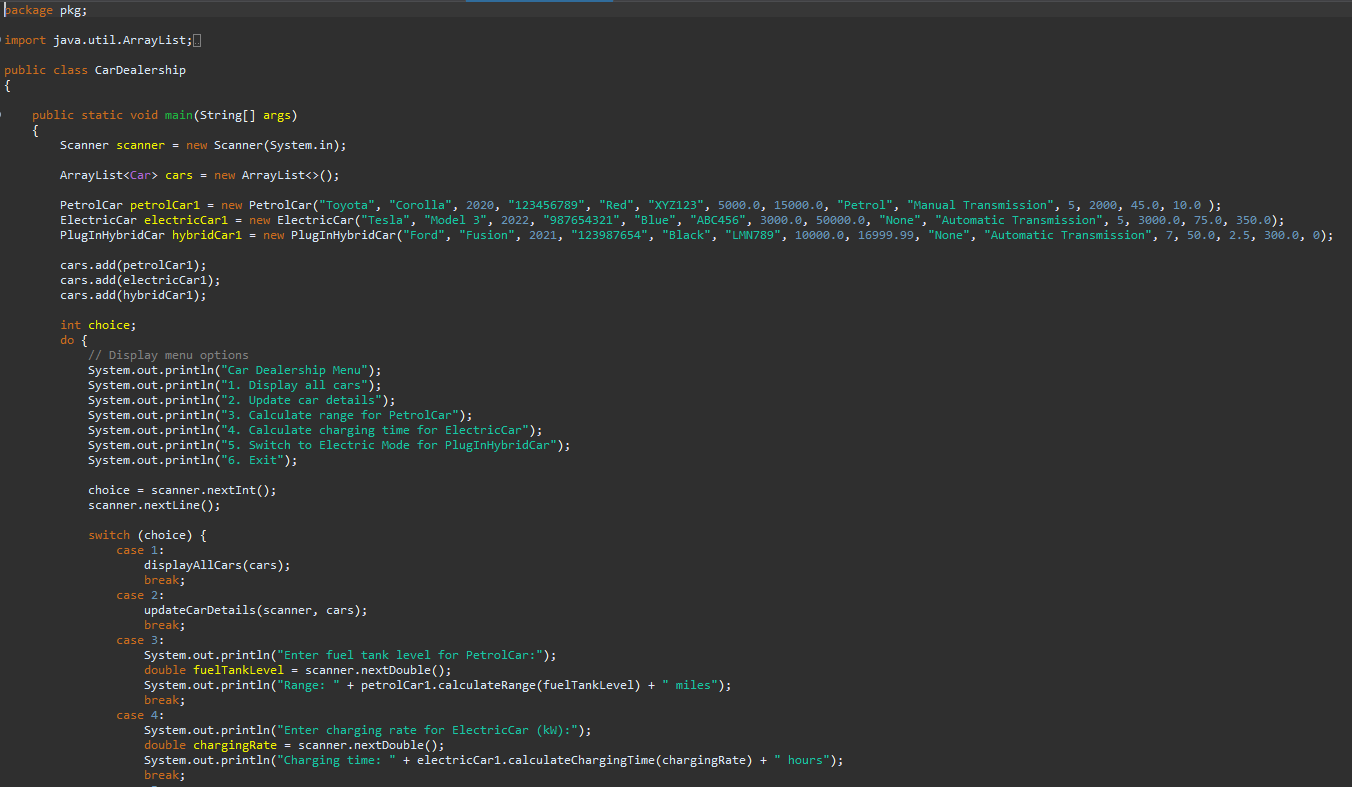 package pkg;
import java.util.ArrayList;
public class CarDealership
{
public static void main(String[] args)
{
Scanner scanner = new Scanner(System.in);
ArrayList<Car> cars = new ArrayList<>();
PetrolCar petrolCar1 = new PetrolCar("Toyota", "Corolla", 2020, "123456789", "Red", "XYZ123", 5000.0, 15000.0, "Petrol", "Manual Transmission", 5, 2000, 45.0, 10.0 );
ElectricCar electricCar1 = new ElectricCar("Tesla", "Model 3", 2022, "987654321", "Blue", "ABC456", 3000.0, 50000.0, "None", "Automatic Transmission", 5, 3000.0, 75.0, 350.0);
PlugInHybridCar hybridCar1 = new PlugInHybridCar("Ford", "Fusion", 2021, "123987654", "Black", "LMN789", 10000.0, 16999.99, "None", "Automatic Transmission", 7, 50.0, 2.5, 300.0, 0);
cars.add(petrolCar1);
cars.add(electricCar1);
cars.add(hybridCar1);
int choice;
do {
// Display menu options
System.out.println("Car Dealership Menu");
System.out.println("1. Display all cars");
System.out.println("2. Update car details");
System.out.println("3. Calculate range for PetrolCar");
System.out.println("4. Calculate charging time for ElectricCar");
System.out.println("5. Switch to Electric Mode for PlugInHybridCar");
System.out.println("6. Exit");
choice = scanner.nextInt();
scanner.nextLine();
switch (choice) {
case 1:
displayAllCars(cars);
break;
case 2:
updateCarDetails(scanner, cars);
break;
case 3:
System.out.println("Enter fuel tank level for PetrolCar:");
double fuelTankLevel = scanner.nextDouble();
System.out.println("Range: " + petrolCar1.calculateRange(fuelTankLevel) + " miles");
break;
case 4:
System.out.println("Enter charging rate for ElectricCar (kW):");
double chargingRate = scanner.nextDouble();
System.out.println("Charging time: " + electricCar1.calculateChargingTime(chargingRate) + " hours");
break;